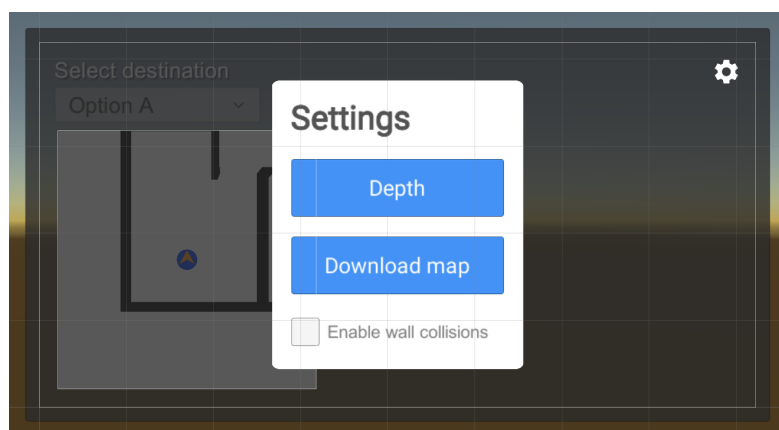 Select destination
Option A
Settings
Depth
Download map
Enable wall collisions